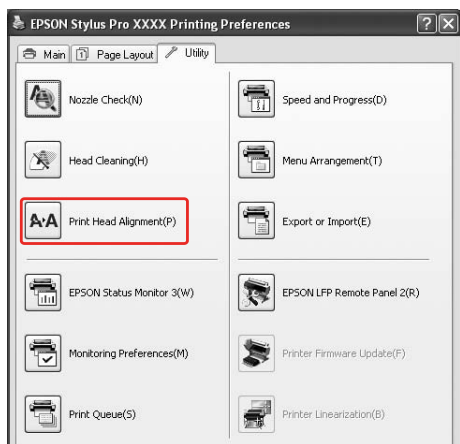 EPSON Stylus Pro XXXX Printing Preferences
Main
Page Layout
Utility
Nozzle Check(N)
Speed and Progress(D)
Head Cleaning(H)
Menu Arrangement(T)
A·A
Print Head Alignment(P)
Export or Import(E)
EPSON Status Monitor 3(W)
EPSON LFP Remote Panel 2(R)
Monitoring Preferences(M)
Printer Firmware Update(F)
Print Queue(S)
Printer Linearization(B)